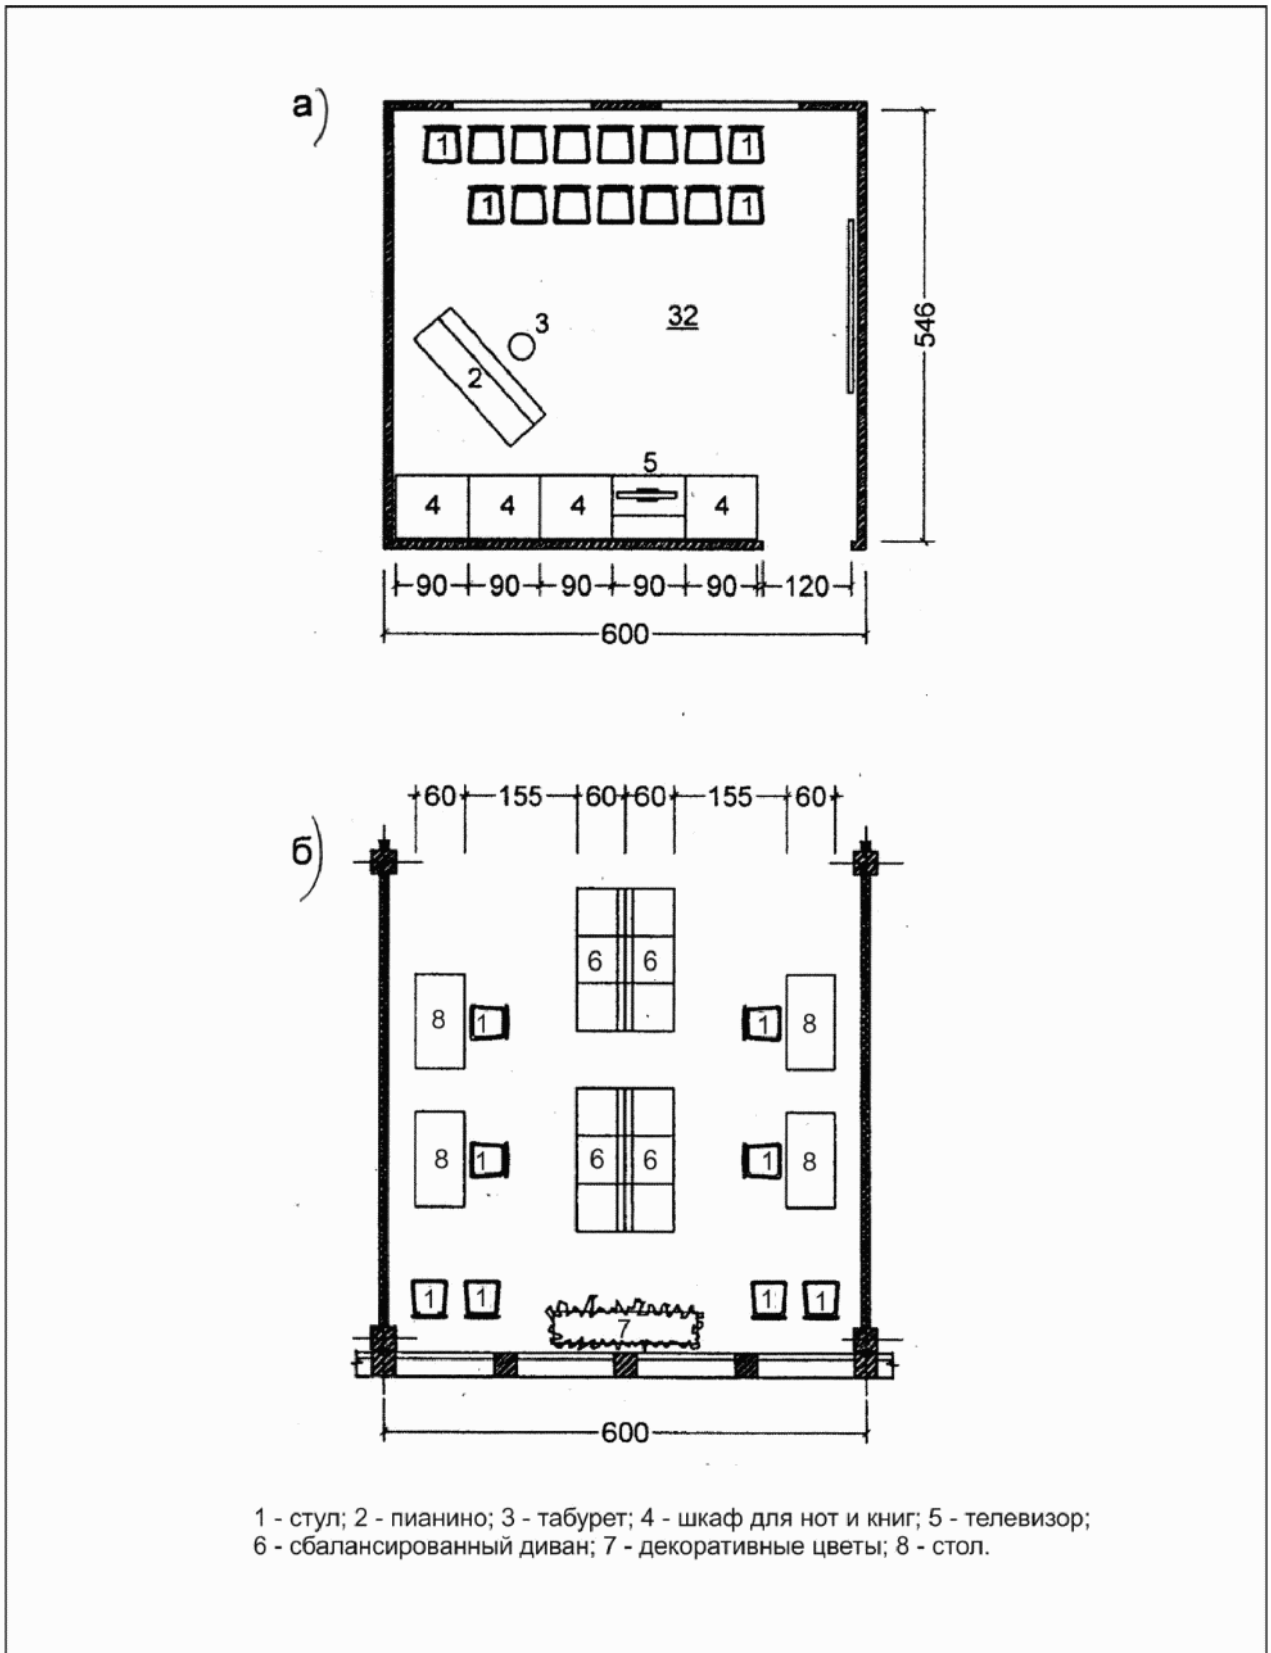 а)
1 1
1 1
32
3
2
546
5
4 4 4 4
90 90 90 90 90 120
600
60 155 60 60 155 60
б)
6 6
8 1 1 8
8 1 6 6 1 8
1 1 1 1
7
600
1 - стул; 2 - пианино; 3 - табурет; 4 - шкаф для нот и книг; 5 - телевизор;
6 - сбалансированный диван; 7 - декоративные цветы; 8 - стол.